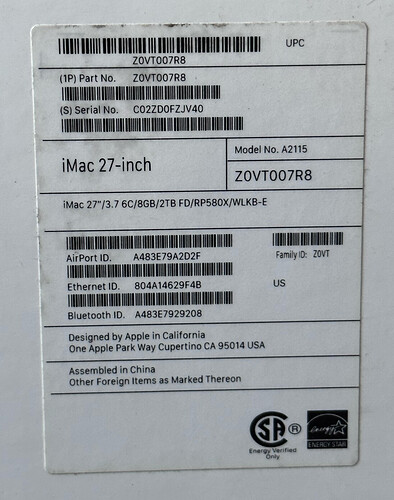 UPC
Z0VT007R8
(1P) Part No. Z0VT007R8
(S) Serial No. C02ZD0FZJV40
iMac 27-inch
Model No. A2115
Z0VT007R8
iMac 27"/3.7 6C/8GB/2TB FD/RP580X/WLKB-E
AirPort ID. A483E79A2D2F
Family ID: Z0VT
Ethernet ID. 804A14629F4B
US
Bluetooth ID. A483E7929208
Designed by Apple in California
One Apple Park Way Cupertino CA 95014 USA
Assembled in China
Other Foreign Items as Marked Thereon
CSA ®
Energy Verified
Only
energy
ENERGY STAR